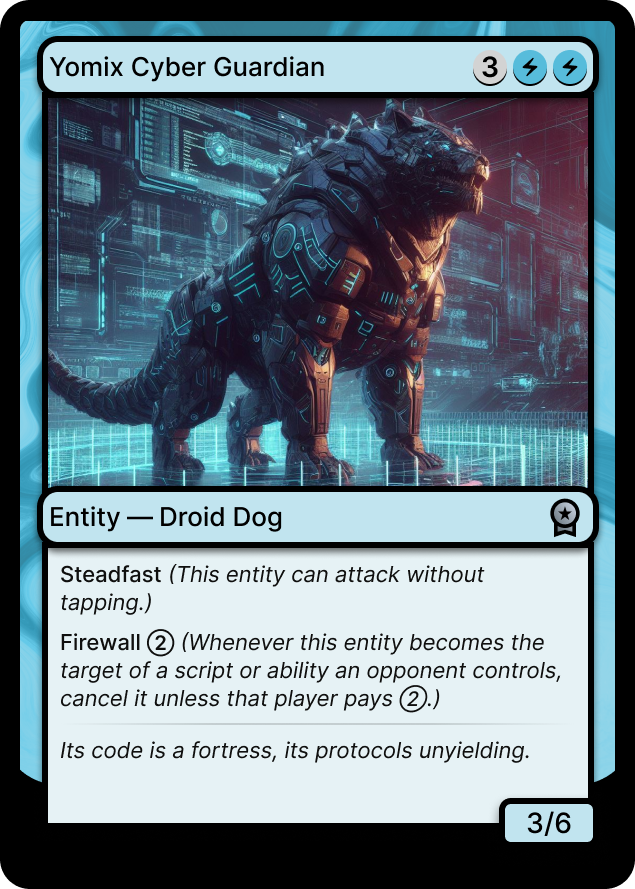 Yomix Cyber Guardian 3
Entity — Droid Dog
Steadfast (This entity can attack without
tapping.)
Firewall ② (Whenever this entity becomes the
target of a script or ability an opponent controls,
cancel it unless that player pays ②.)
Its code is a fortress, its protocols unyielding.
3/6